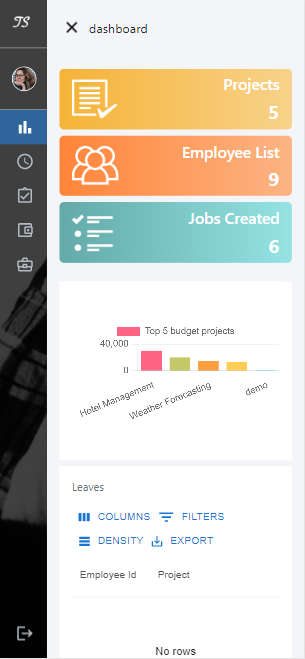 TS
dashboard
Projects
5
Employee List
9
Jobs Created
6
Top 5 budget projects
40,000
0
Hotel Management
Weather Forecasting
demo
Leaves
COLUMNS FILTERS
DENSITY EXPORT
Employee Id Project
No rows